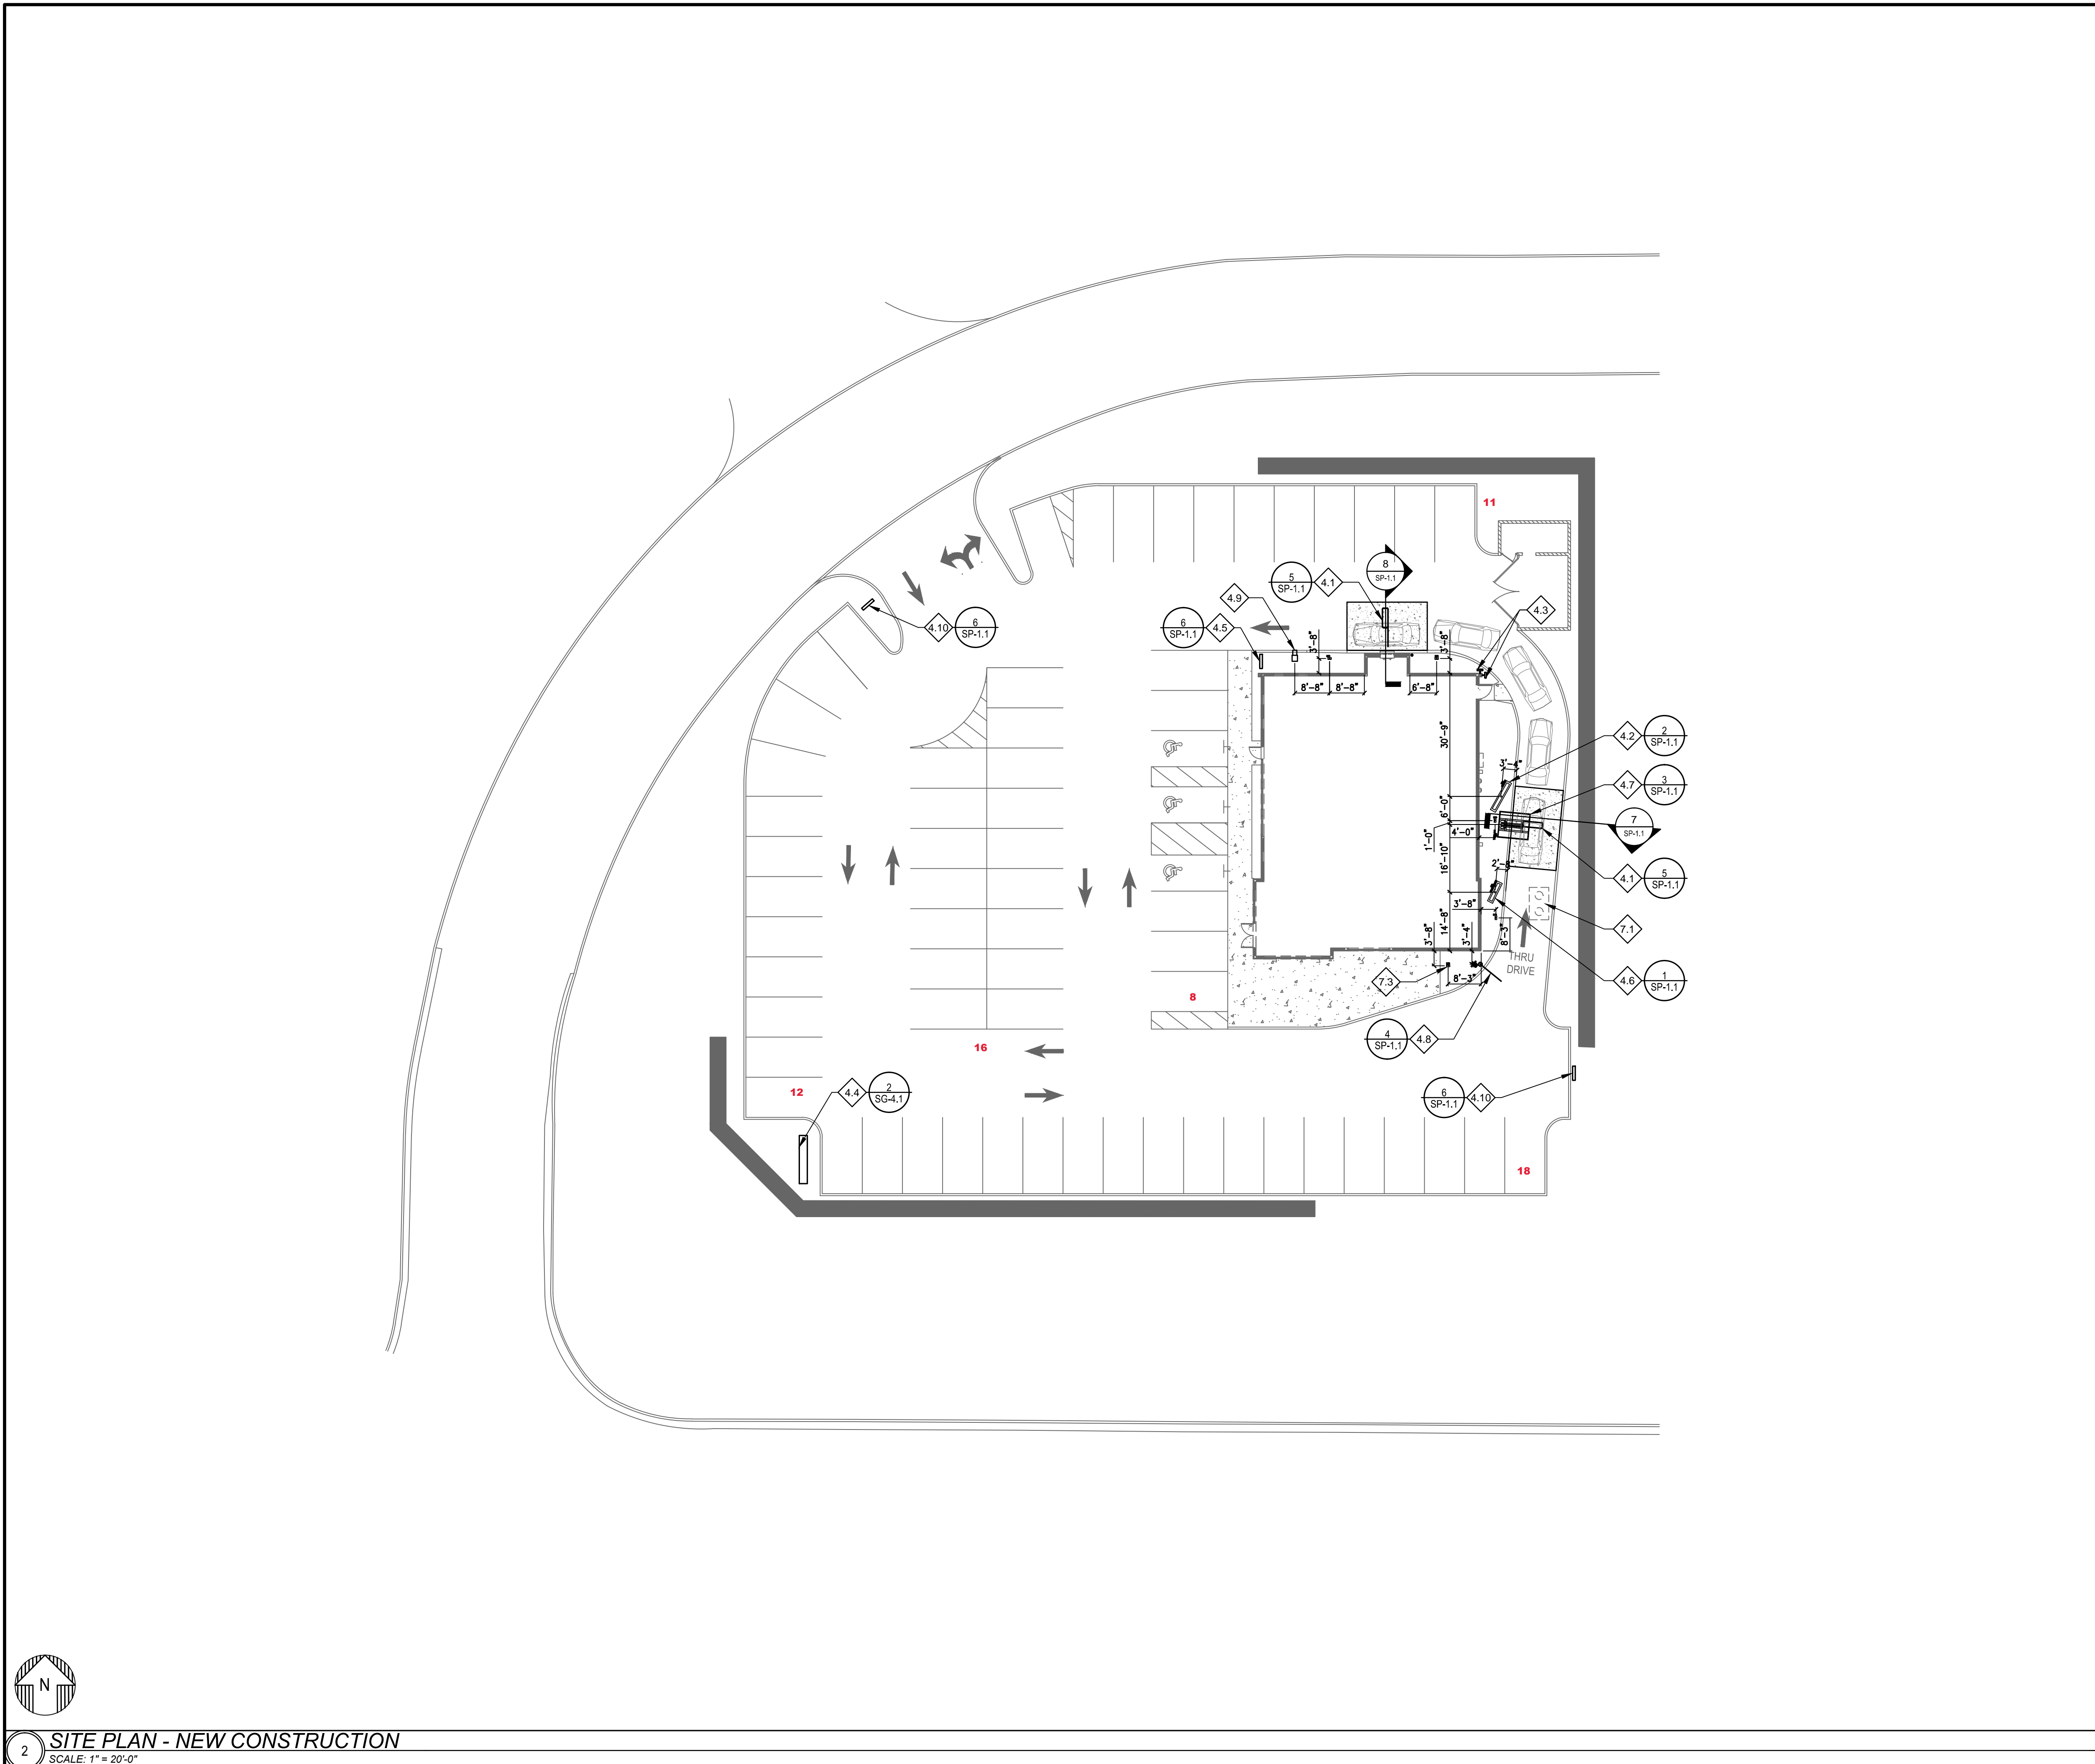 11
8
SP-1.1
5
SP-1.1
4.1
4.9
4.3
6
SP-1.1
4.5
4.10
6
SP-1.1
3'-8"
3'-8"
8'-8"
8'-8"
6'-8"
30'-9"
4.2
2
SP-1.1
3'-4"
4.7
3
SP-1.1
6'-0"
7
SP-1.1
4'-0"
1'-0"
16'-10"
2'-8"
4.1
5
SP-1.1
3'-8"
7.1
14'-8"
3'-8"
3'-4"
8'-3"
THRU
DRIVE
7.3
8'-3"
4.6
1
SP-1.1
8
4
SP-1.1
4.8
16
12
4.4
2
SG-4.1
6
SP-1.1
4.10
18
N
2
SITE PLAN - NEW CONSTRUCTION
SCALE: 1" = 20'-0"